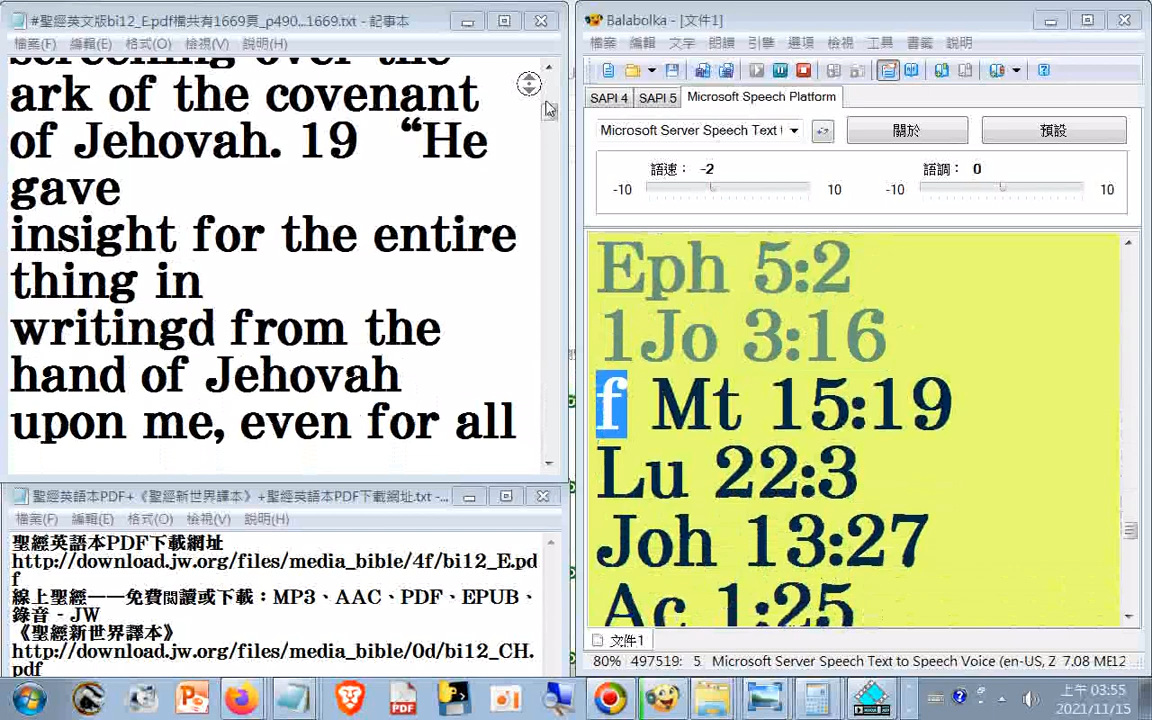 #聖經英文版bi12_E.pdf檔共有1669頁_p490,..1669.txt - 記事本
檔案(F) 編輯(E) 格式(O) 檢視(V) 說明(H)
screening over the
ark of the covenant
of Jehovah. 19 “He
gave
insight for the entire
thing in
writingd from the
hand of Jehovah
upon me, even for all
聖經英語本PDF+《聖經新世界譯本》+聖經英語本PDF下載網址.txt -...
檔案(F) 編輯(E) 格式(O) 檢視(V) 說明(H)
聖經英語本PDF下載網址
http://download.jw.org/files/media_bible/4f/bi12_E.pd
f
線上聖經──免費閱讀或下載：MP3、AAC、PDF、EPUB、
錄音 - JW
《聖經新世界譯本》
http://download.jw.org/files/media_bible/0d/bi12_CH.
pdf
Balabolka - [文件1]
檔案 編輯 文字 朗讀 引擎 選項 檢視 工具 書籤 說明
SAPI 4 SAPI 5 Microsoft Speech Platform
Microsoft Server Speech Text 關於 預設
語速： -2 語調： 0
-10 10 -10 10
Eph 5:2
1Jo 3:16
f Mt 15:19
Lu 22:3
Joh 13:27
Ac 1:25
文件1
80% 497519: 5 Microsoft Server Speech Text to Speech Voice (en-US, Z 7.08 ME12
上午 03:55
2021/11/15